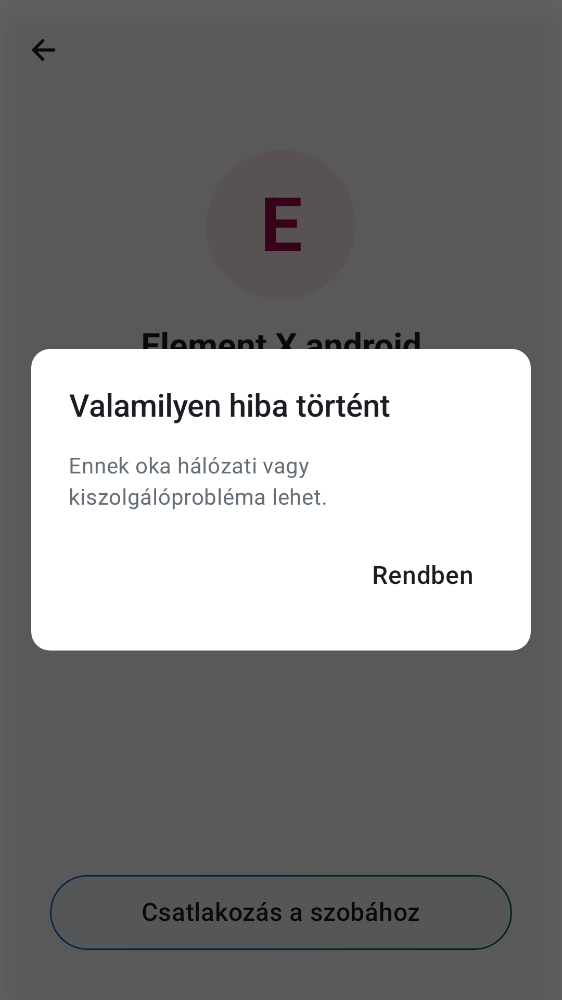 E
Element X android
Valamilyen hiba történt
Ennek oka hálózati vagy
kiszolgálóprobléma lehet.
Rendben
Csatlakozás a szobához